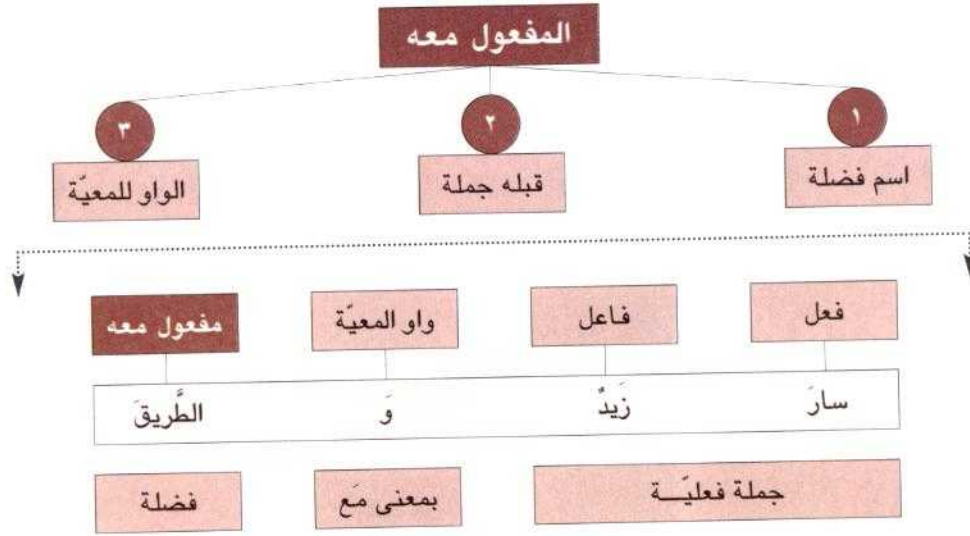 المفعول معه
١ ٢ ٣
اسم فضلة قبله جملة الواو للمعيّة
فعل فاعل واو المعيّة مفعول معه
سارَ زَيدٌ وَ الطَّريقَ
جملة فعليّـــة بمعنى مَع فضلة